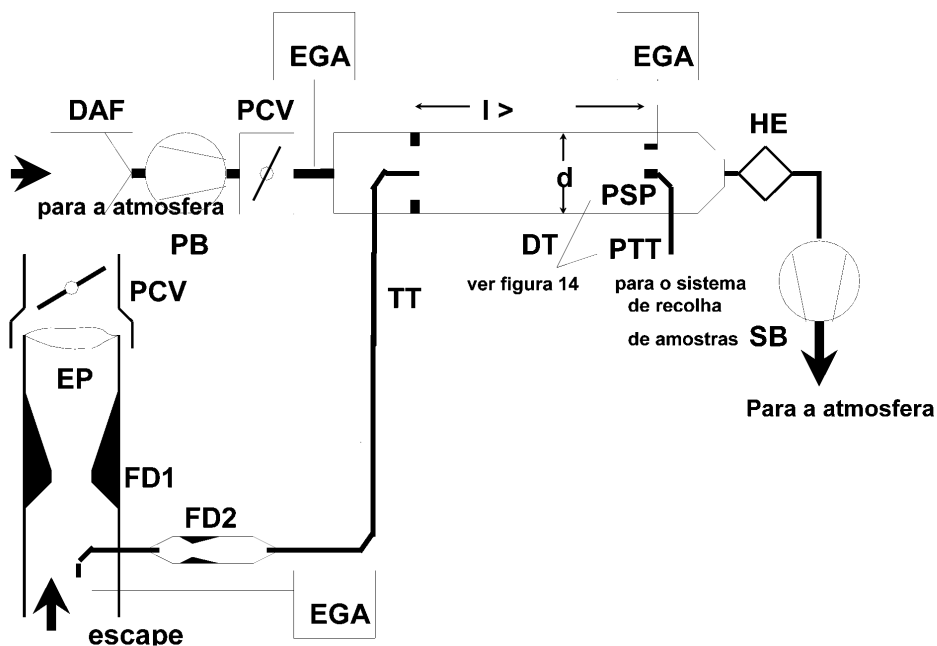 EGA
EGA
DAF
PCV
l >
HE
d
PSP
para a atmosfera
PB
DT
PTT
PCV
TT
ver figura 14
para o sistema
de recolha
de amostras
SB
EP
Para a atmosfera
FD1
FD2
EGA
escape